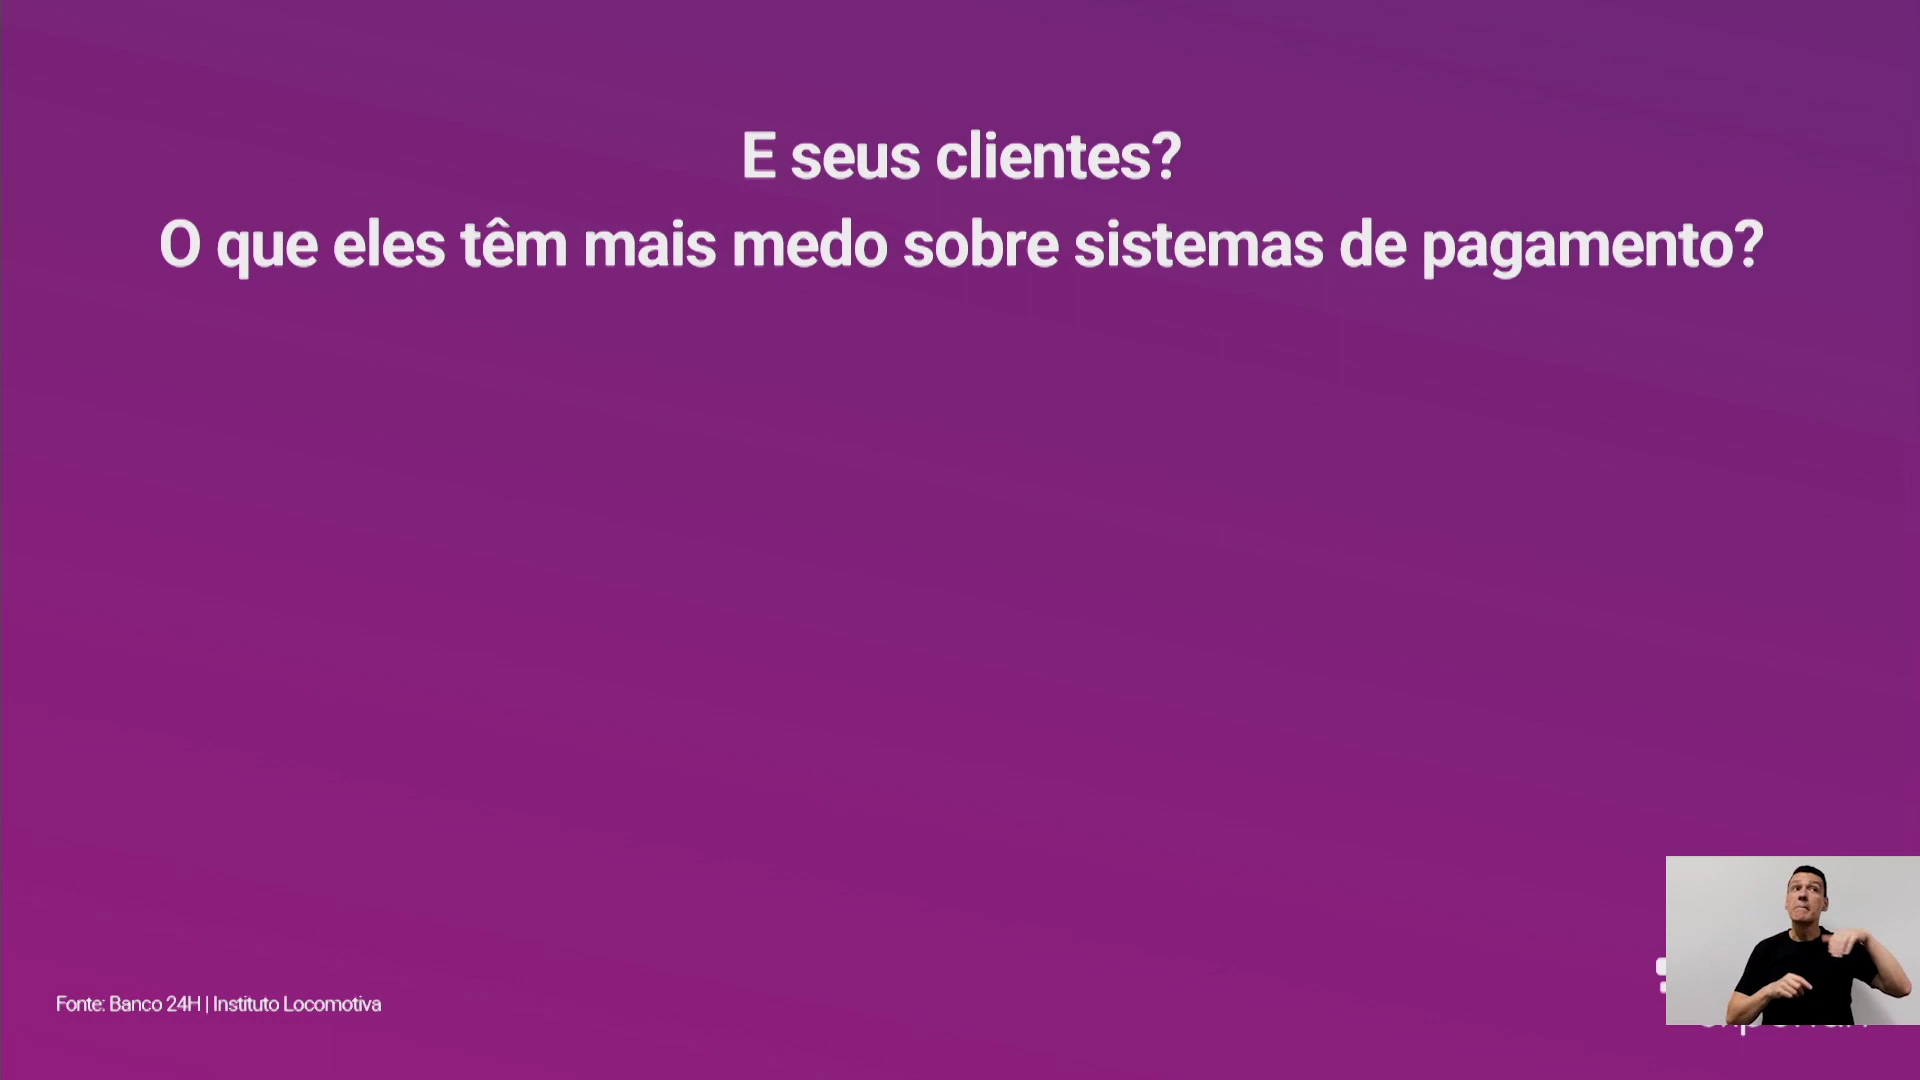 E seus clientes?
O que eles têm mais medo sobre sistemas de pagamento?
Fonte: Banco 24H | Instituto Locomotiva